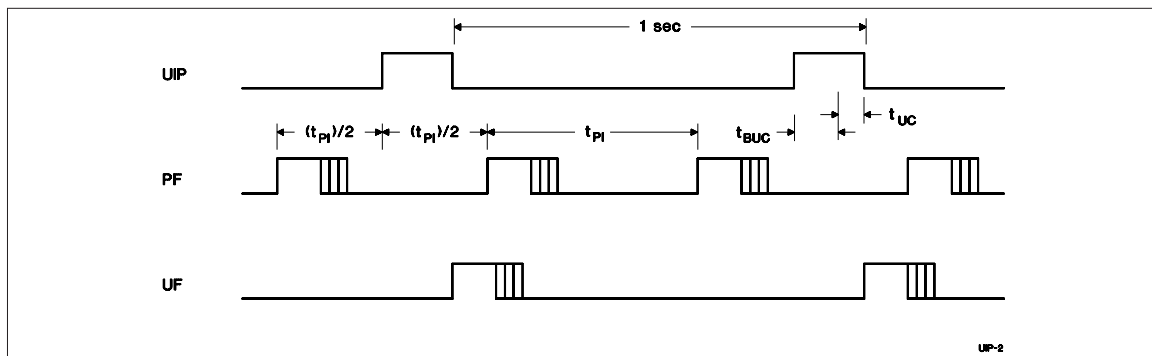 1 sec
UIP
tUC
(tPI)/2 (tPI)/2 tPI tBUC
PF
UF
UIP-2